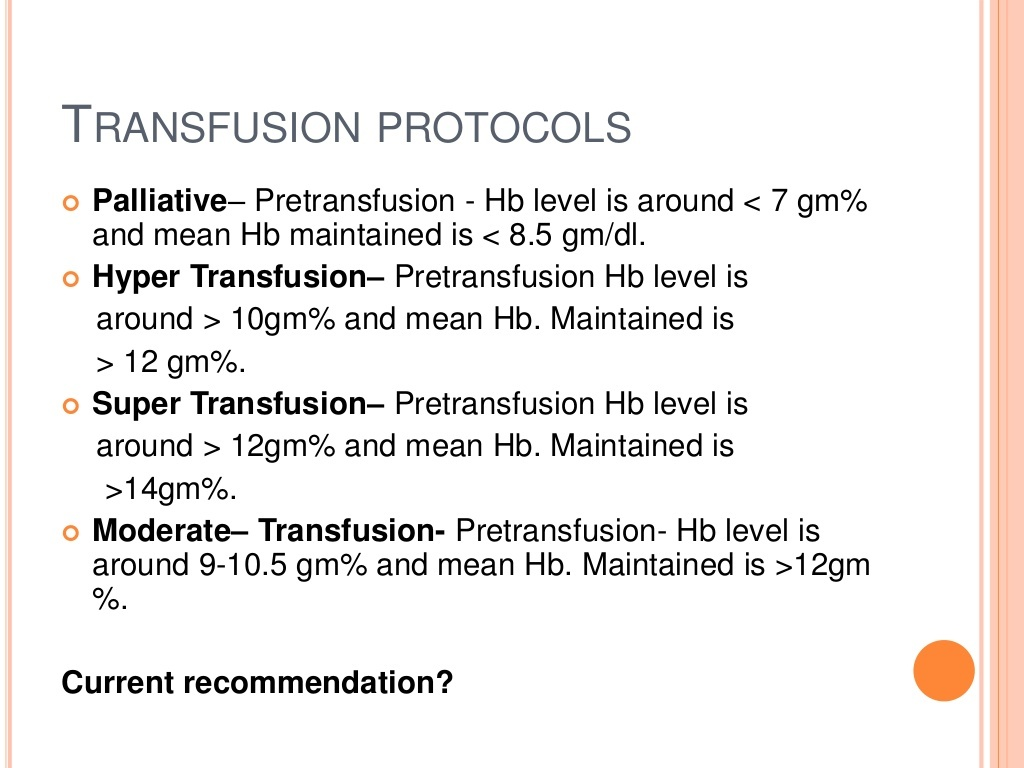 TRANSFUSION PROTOCOLS
Palliative– Pretransfusion - Hb level is around < 7 gm%
and mean Hb maintained is < 8.5 gm/dl.
Hyper Transfusion– Pretransfusion Hb level is
around > 10gm% and mean Hb. Maintained is
> 12 gm%.
Super Transfusion– Pretransfusion Hb level is
around > 12gm% and mean Hb. Maintained is
>14gm%.
Moderate– Transfusion- Pretransfusion- Hb level is
around 9-10.5 gm% and mean Hb. Maintained is >12gm
%.
Current recommendation?